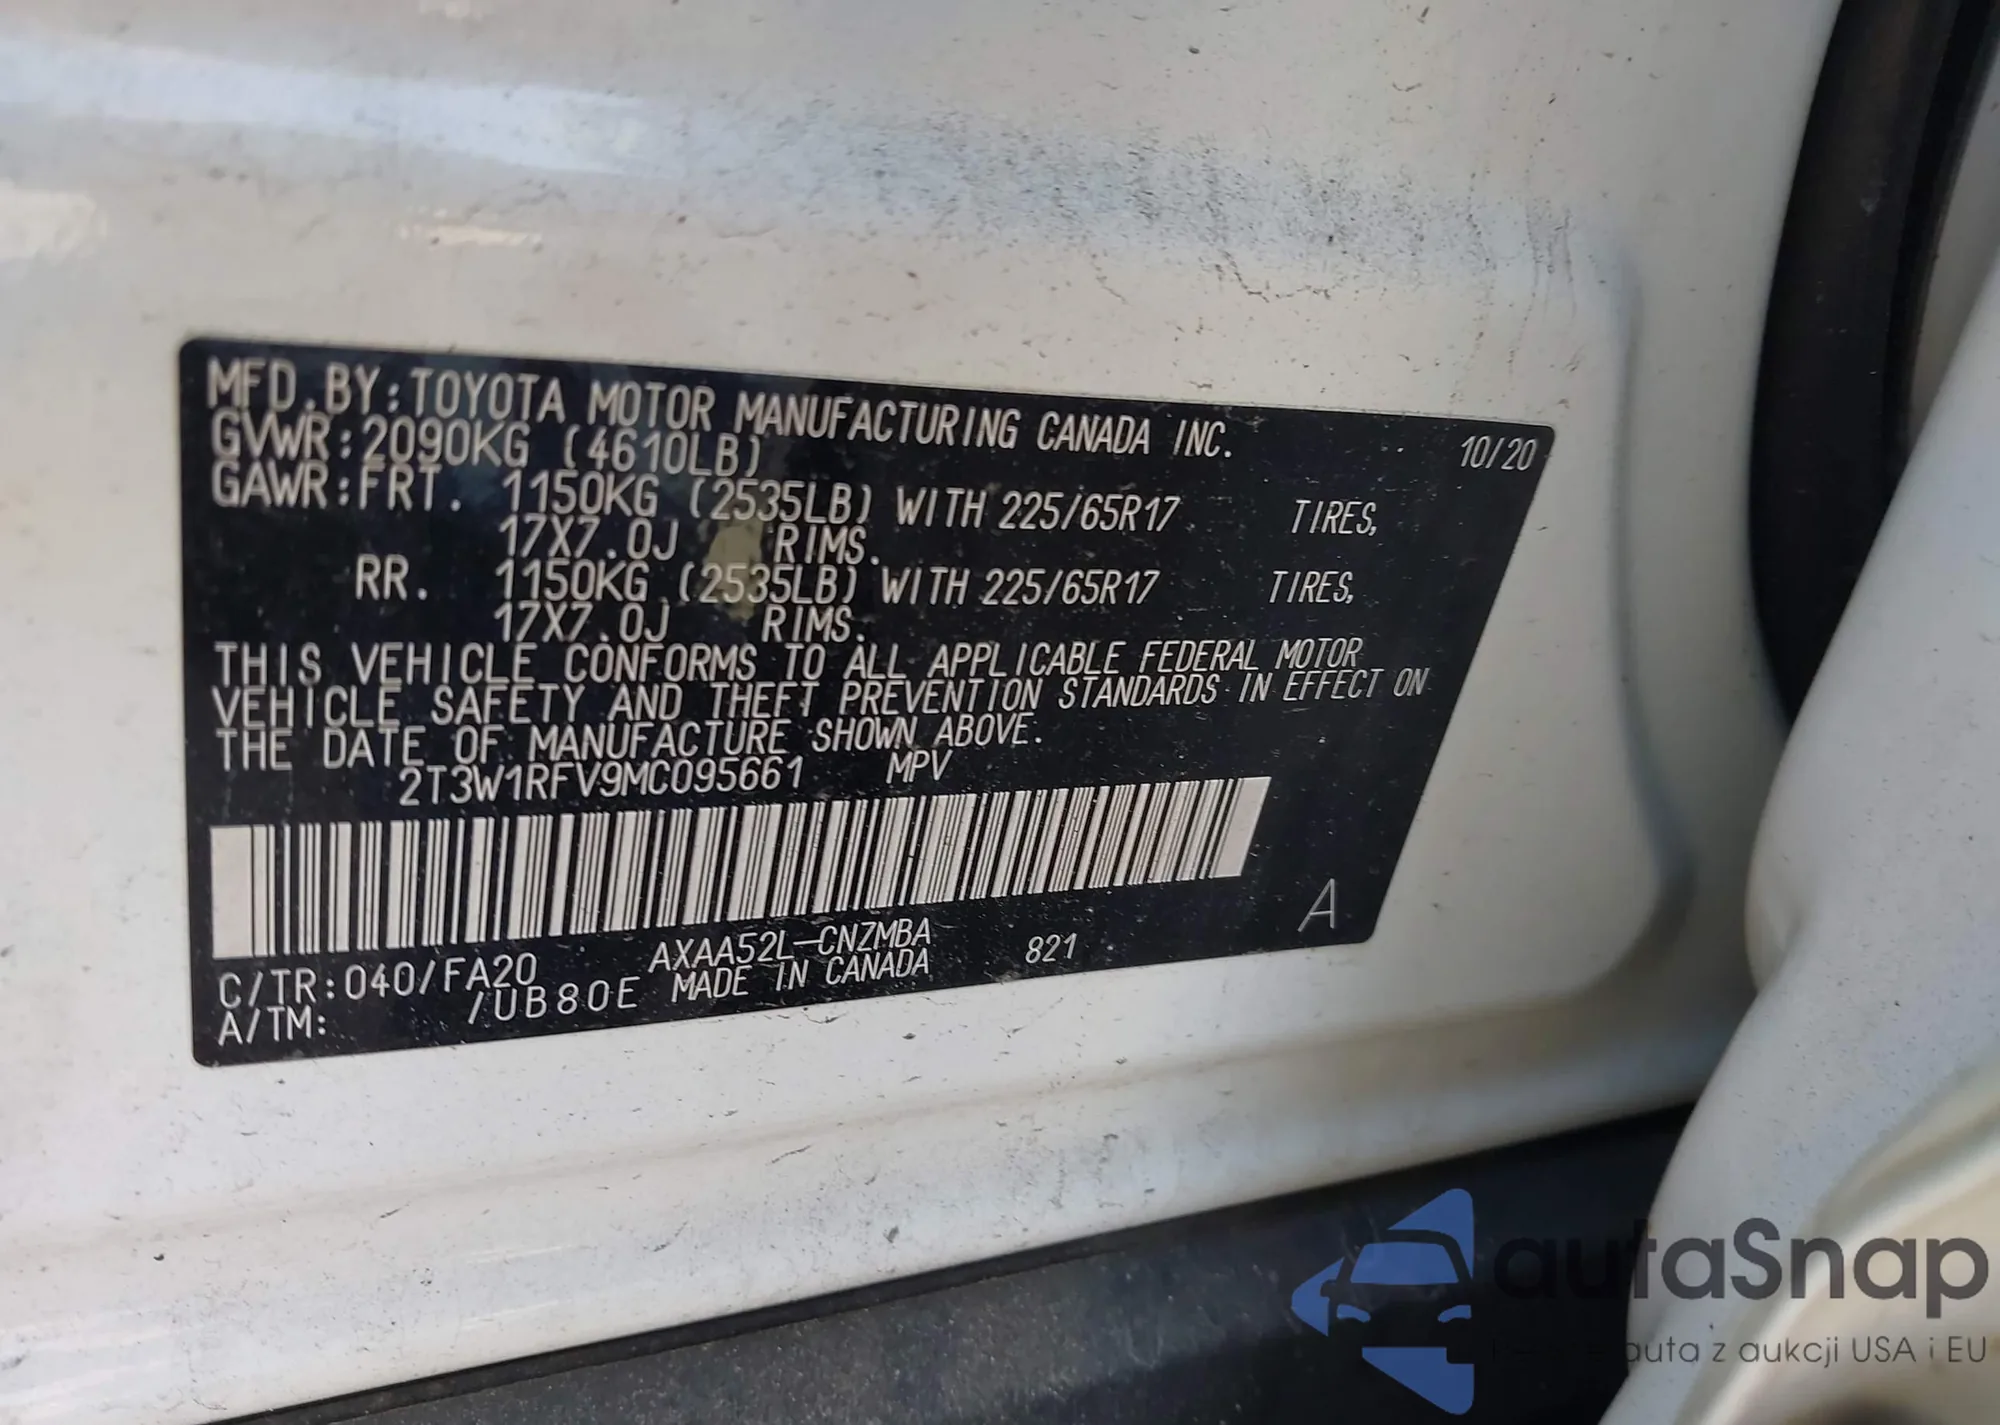 MFD.BY:TOYOTA MOTOR MANUFACTURING CANADA INC. 10/20
GVWR:2090KG (4610LB)
GAWR:FRT. 1150KG (2535LB) WITH 225/65R17 TIRES,
17X7.0J RIMS.
RR. 1150KG (2535LB) WITH 225/65R17 TIRES,
17X7.0J RIMS.
THIS VEHICLE CONFORMS TO ALL APPLICABLE FEDERAL MOTOR
VEHICLE SAFETY AND THEFT PREVENTION STANDARDS IN EFFECT ON
THE DATE OF MANUFACTURE SHOWN ABOVE.
2T3W1RFV9MC095661 MPV
A
C/TR:040/FA20 AXAA52L-CNZMBA 821
A/TM: /UB80E MADE IN CANADA
autaSnap
auta z aukcji USA i EU